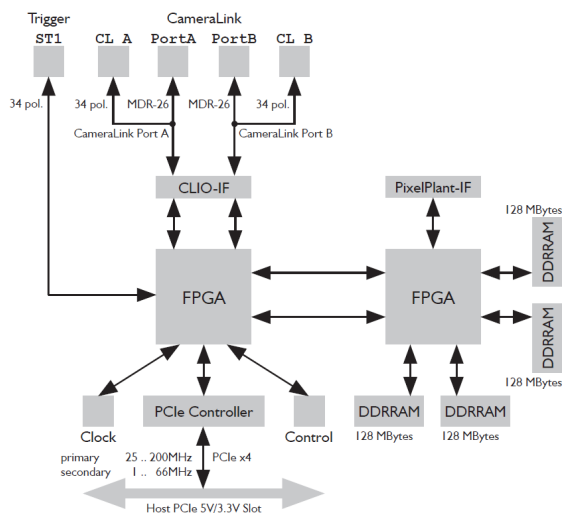 Trigger
CameraLink
ST1
CL A
PortA
PortB
CL B
34 pol.
34 pol.
MDR-26
MDR-26
34 pol.
CameraLink Port A
CameraLink Port B
CLIO-IF
PixelPlant-IF
128 MBytes
DDRRAM
FPGA
FPGA
DDRRAM
128 MBytes
PCIe Controller
DDRRAM
DDRRAM
Clock
Control
128 MBytes
128 MBytes
primary
25 .. 200MHz
PCIe x4
secondary
1 .. 66MHz
Host PCIe 5V/3.3V Slot